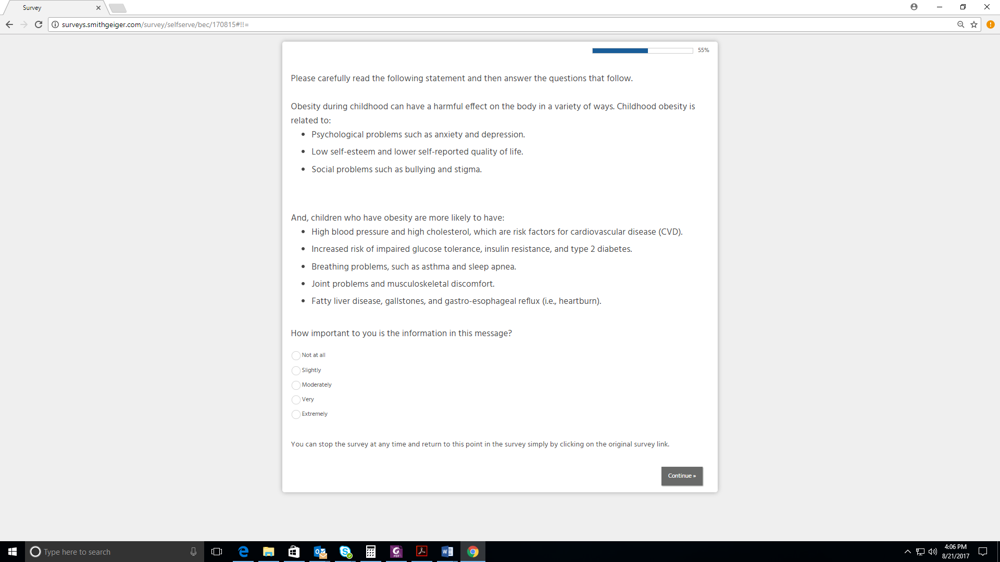 Survey
surveys.smithgeiger.com/survey/selfserve/bec/170815#!!=
55%
Please carefully read the following statement and then answer the questions that follow.
Obesity during childhood can have a harmful effect on the body in a variety of ways. Childhood obesity is
related to:
• Psychological problems such as anxiety and depression.
• Low self-esteem and lower self-reported quality of life.
• Social problems such as bullying and stigma.
And, children who have obesity are more likely to have:
• High blood pressure and high cholesterol, which are risk factors for cardiovascular disease (CVD).
• Increased risk of impaired glucose tolerance, insulin resistance, and type 2 diabetes.
• Breathing problems, such as asthma and sleep apnea.
• Joint problems and musculoskeletal discomfort.
• Fatty liver disease, gallstones, and gastro-esophageal reflux (i.e., heartburn).
How important to you is the information in this message?
Not at all
Slightly
Moderately
Very
Extremely
You can stop the survey at any time and return to this point in the survey simply by clicking on the original survey link.
Continue »
Type here to search
4:06 PM
8/21/2017